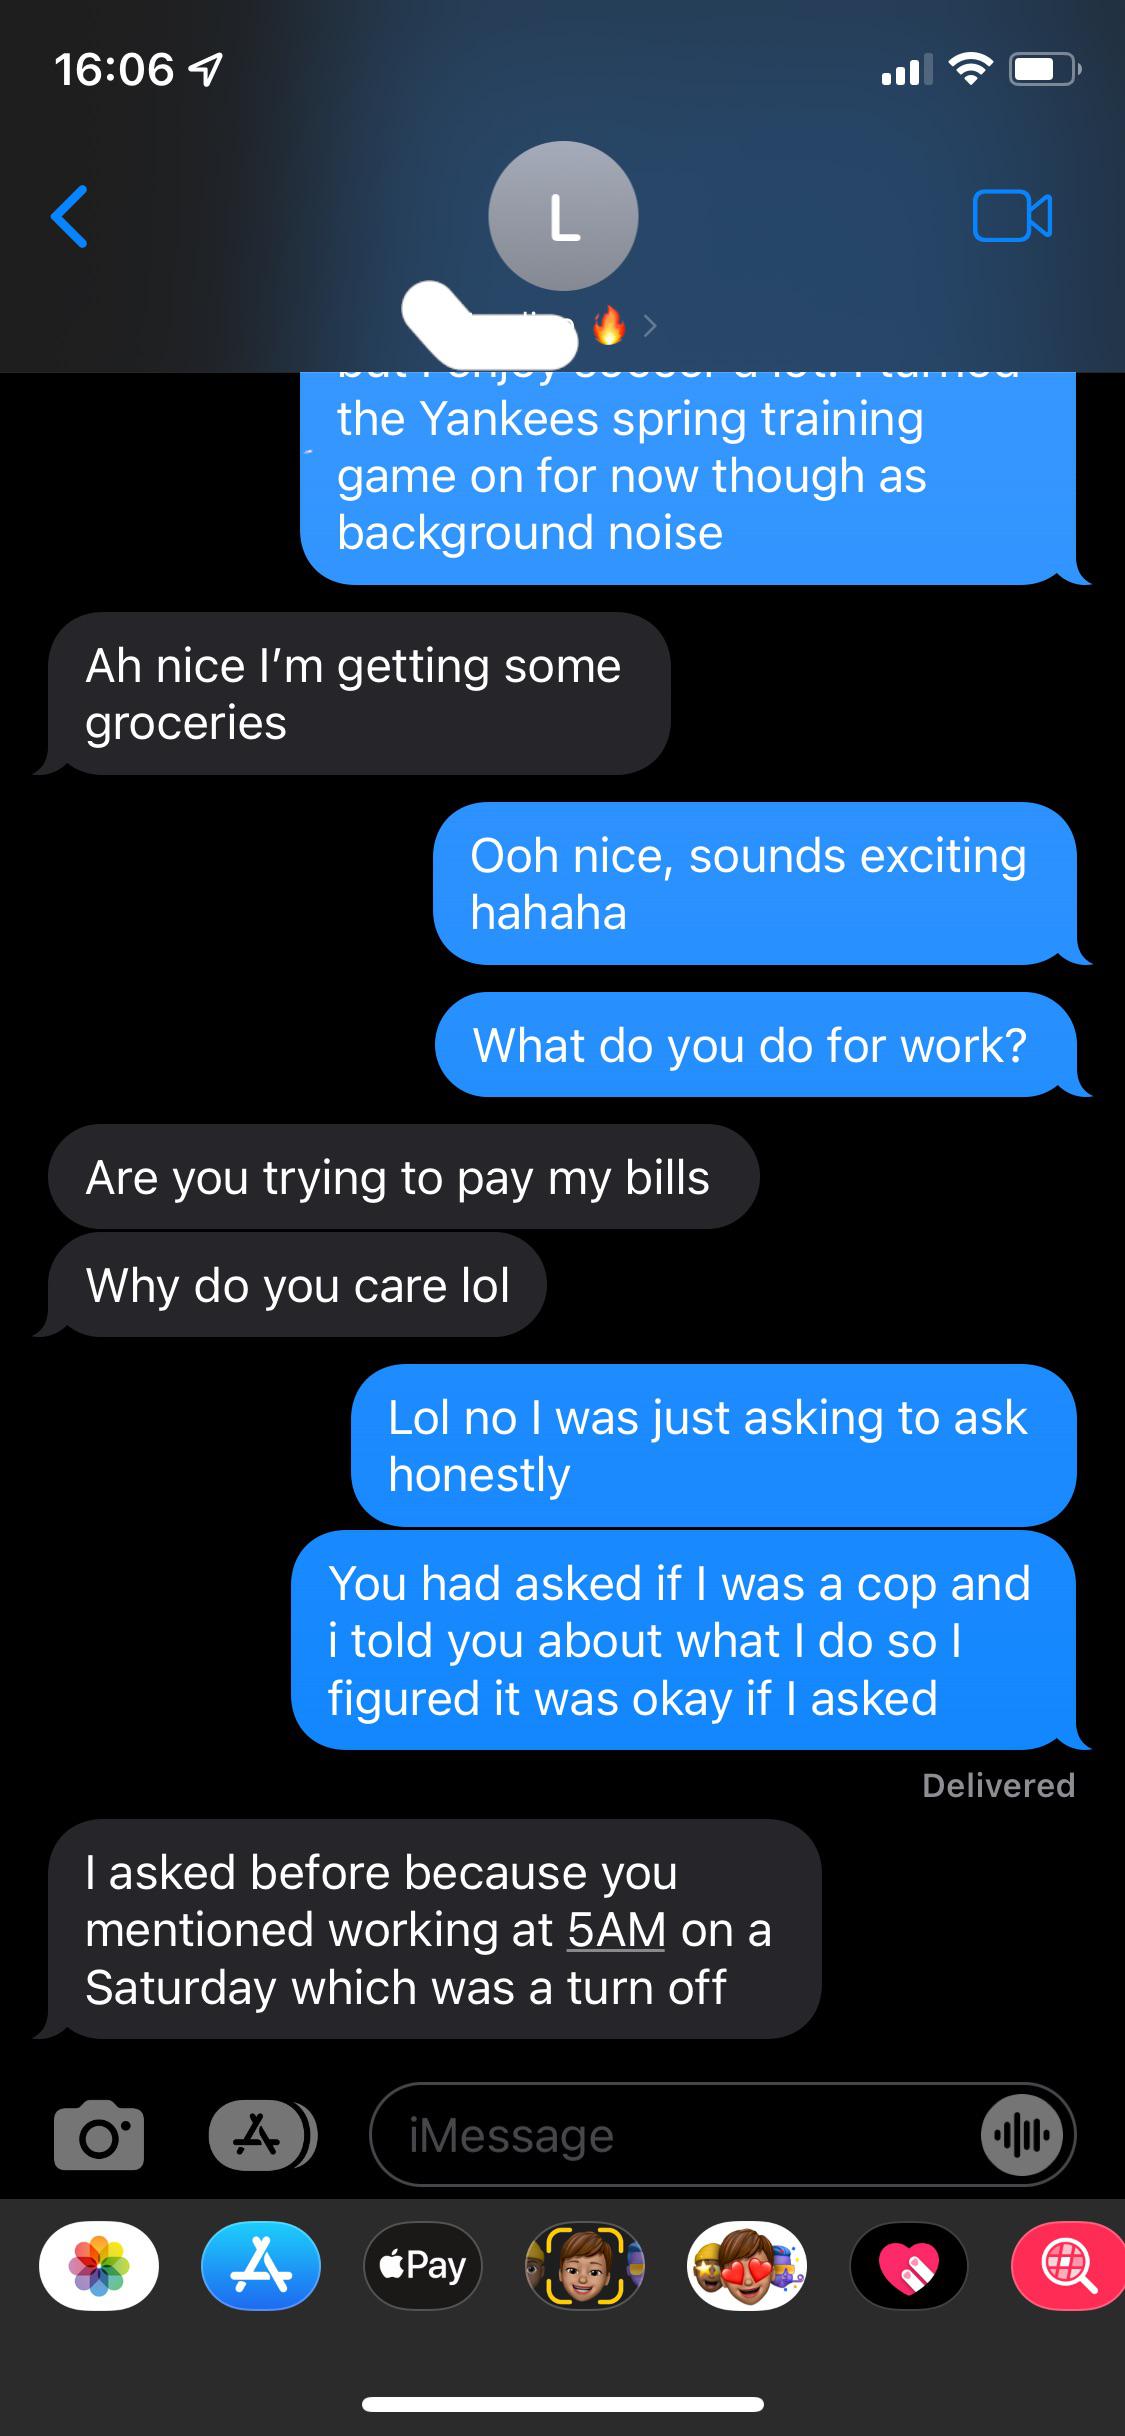 16:06
L
the Yankees spring training
game on for now though as
background noise
Ah nice I’m getting some
groceries
Ooh nice, sounds exciting
hahaha
What do you do for work?
Are you trying to pay my bills
Why do you care lol
Lol no I was just asking to ask
honestly
You had asked if I was a cop and
i told you about what I do so I
figured it was okay if I asked
Delivered
I asked before because you
mentioned working at 5AM on a
Saturday which was a turn off
iMessage
Pay